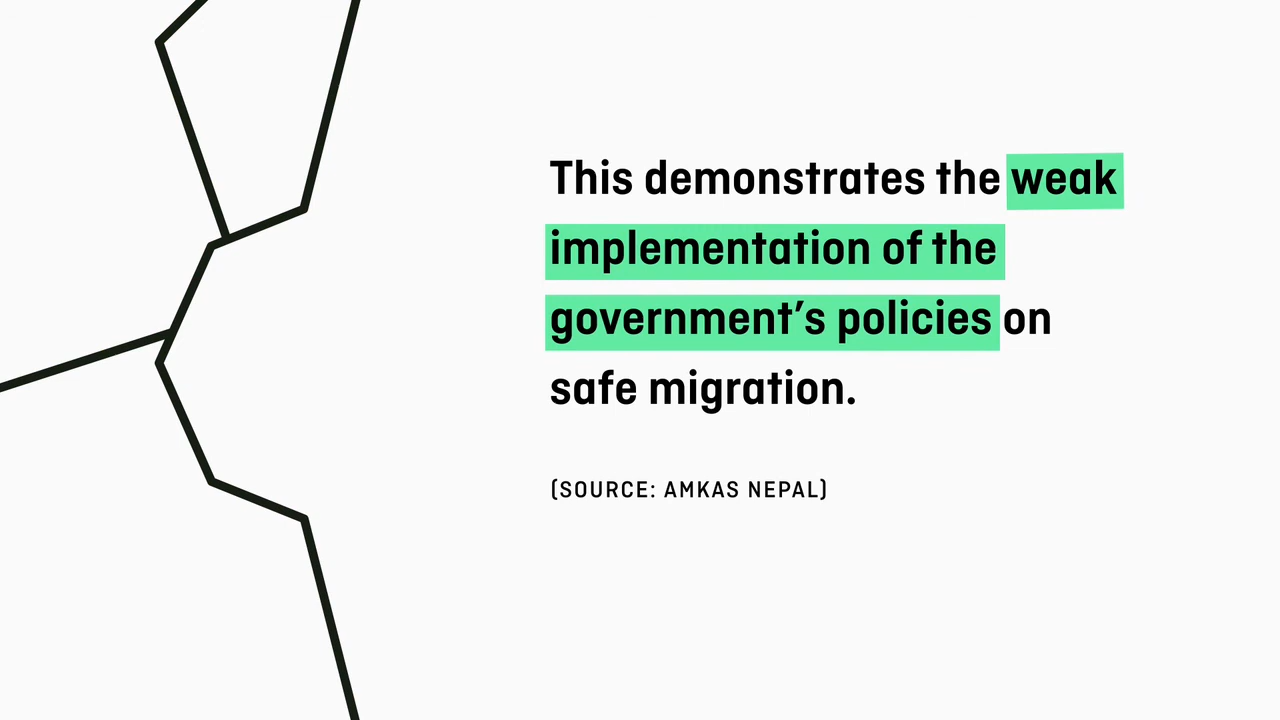 This demonstrates the weak
implementation of the
government’s policies on
safe migration.
(SOURCE: AMKAS NEPAL)